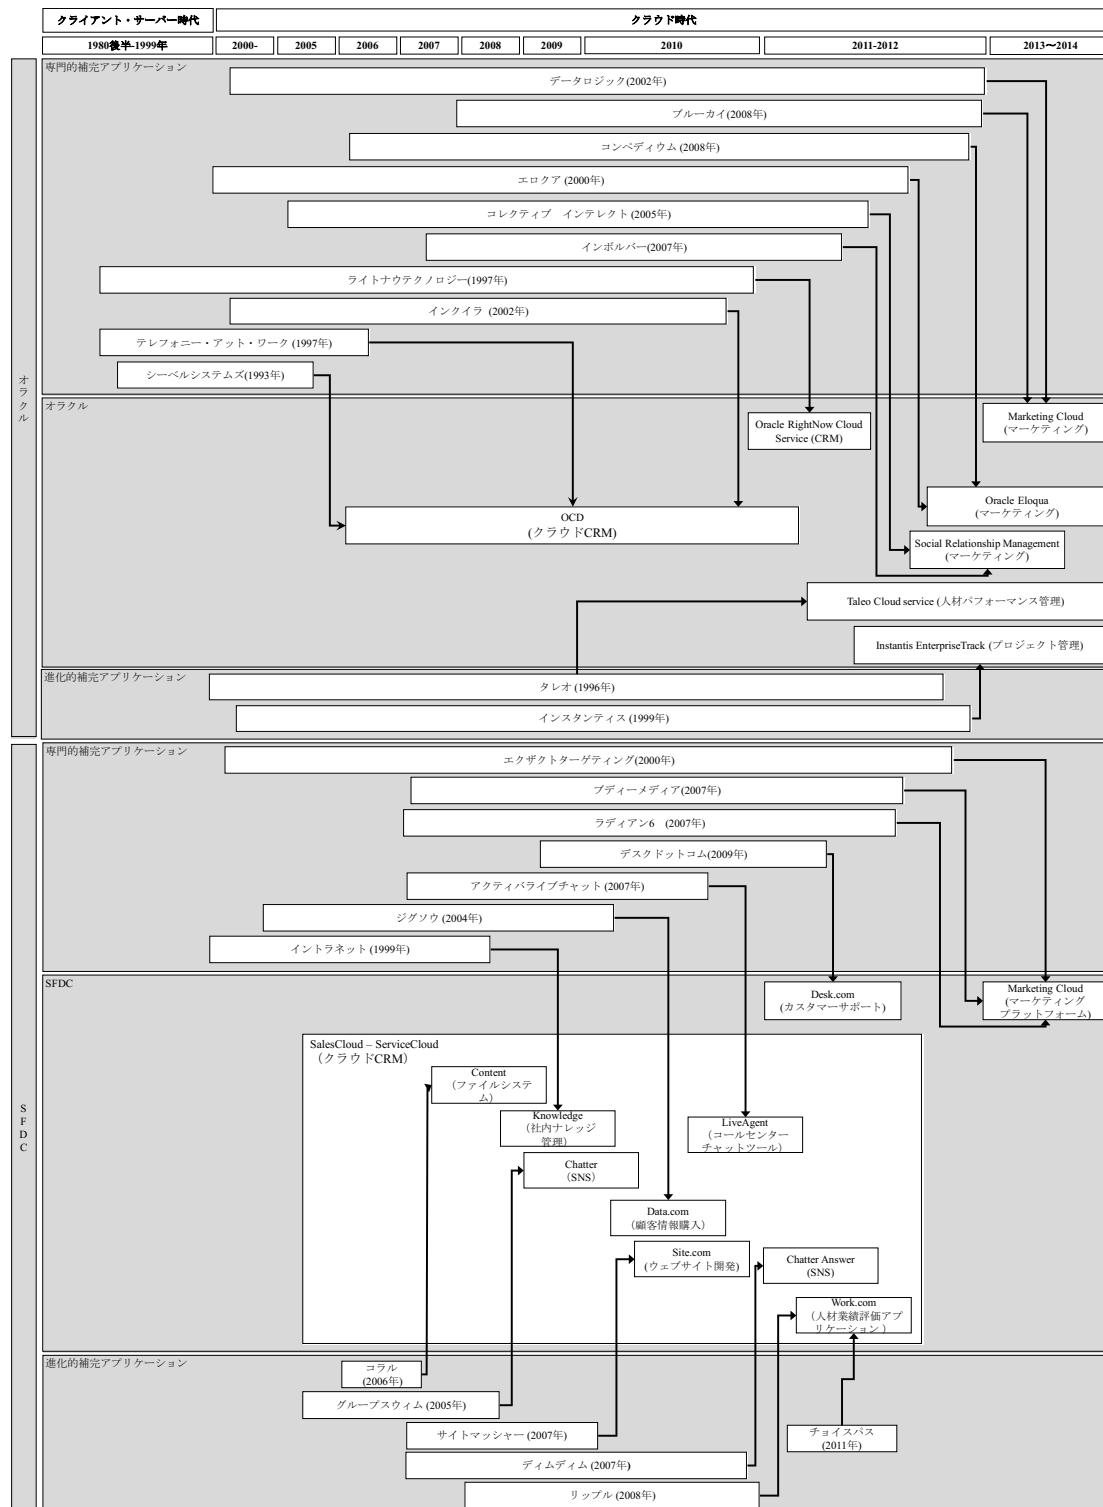 クライアント・サーバー時代
クラウド時代
1980後半-1999年
2000-
2005
2006
2007
2008
2009
2010
2011-2012
2013〜2014
オラクル
専門的補完アプリケーション
データロジック(2002年)
ブルーカイ(2008年)
コンペディウム (2008年)
エロクア (2000年)
コレクティブ　インテレクト (2005年)
インボルバー(2007年)
ライトナウテクノロジー(1997年)
インクイラ (2002年)
テレフォニー・アット・ワーク (1997年)
シーベルシステムズ(1993年)
オラクル
Oracle RightNow Cloud
Service (CRM)
Marketing Cloud
(マーケティング)
Oracle Eloqua
(マーケティング)
OCD
(クラウドCRM)
Social Relationship Management
(マーケティング)
Taleo Cloud service (人材パフォーマンス管理)
Instantis EnterpriseTrack (プロジェクト管理)
進化的補完アプリケーション
タレオ (1996年)
インスタンティス (1999年)
SFDC
専門的補完アプリケーション
エクザクトターゲティング(2000年)
ブディーメディア(2007年)
ラディアン6　(2007年)
デスクドットコム(2009年)
アクティバライブチャット (2007年)
ジグソウ (2004年)
イントラネット (1999年)
SFDC
Desk.com
(カスタマーサポート)
Marketing Cloud
(マーケティング
プラットフォーム)
SalesCloud – ServiceCloud
（クラウドCRM）
Content
（ファイルシステ
ム）
Knowledge
（社内ナレッジ
管理）
LiveAgent
（コールセンター
チャットツール）
Chatter
（SNS）
Data.com
（顧客情報購入）
Site.com
(ウェブサイト開発)
Chatter Answer
(SNS)
Work.com
（人材業績評価アプ
リケーション ）
進化的補完アプリケーション
コラル
(2006年)
グループスウィム (2005年)
サイトマッシャー (2007年)
チョイスパス
(2011年)
ディムディム (2007年)
リップル (2008年)